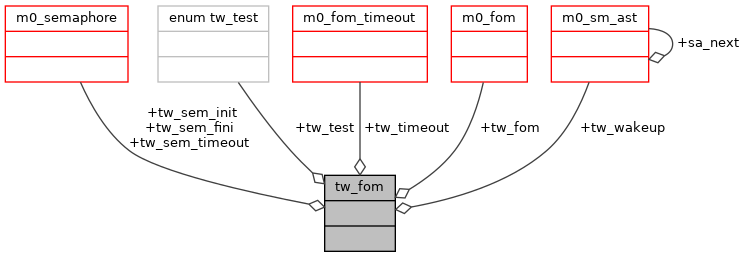 m0_semaphore
enum tw_test
m0_fom_timeout
m0_fom
m0_sm_ast
+sa_next
+tw_sem_init
+tw_sem_fini
+tw_sem_timeout
+tw_test
+tw_timeout
+tw_fom
+tw_wakeup
tw_fom